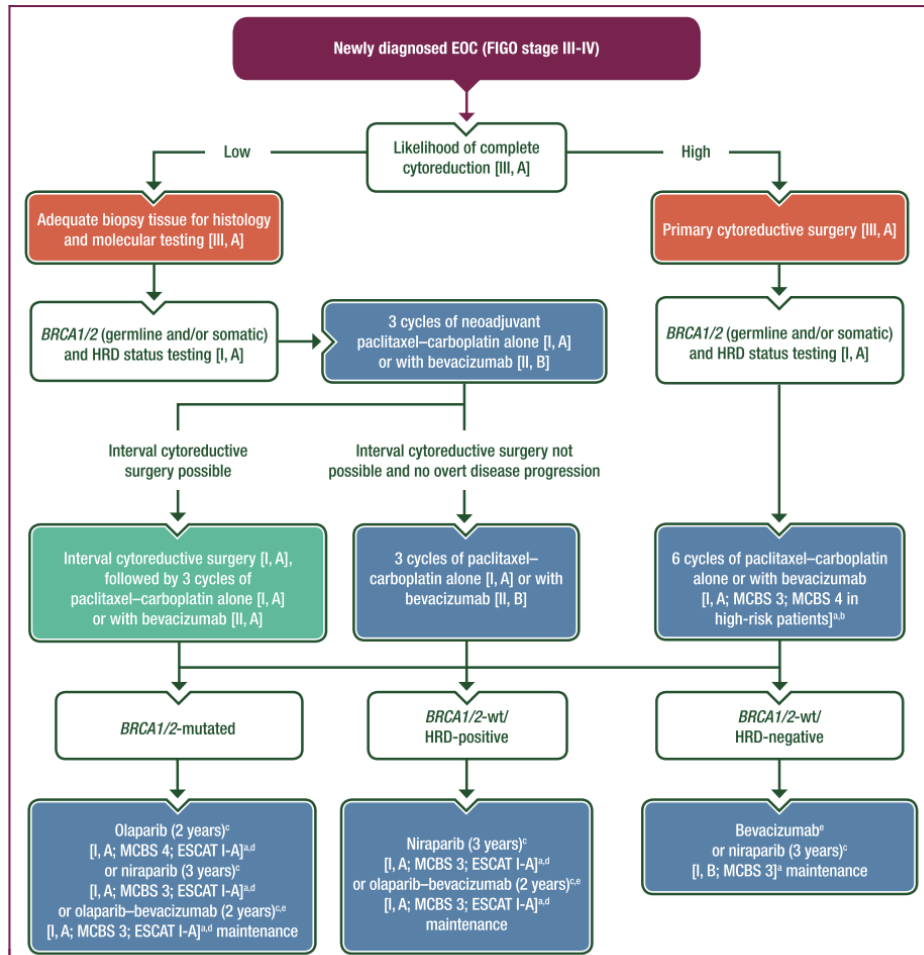 Newly diagnosed EOC (FIGO stage III-IV)
Low
Likelihood of complete
cytoreduction [III, A]
High
Adequate biopsy tissue for histology
and molecular testing [III, A]
Primary cytoreductive surgery [III, A]
BRCA1/2 (germline and/or somatic)
and HRD status testing [I, A]
3 cycles of neoadjuvant
paclitaxel–carboplatin alone [I, A]
or with bevacizumab [II, B]
BRCA1/2 (germline and/or somatic)
and HRD status testing [I, A]
Interval cytoreductive
surgery possible
Interval cytoreductive surgery not
possible and no overt disease progression
Interval cytoreductive surgery [I, A],
followed by 3 cycles of
paclitaxel–carboplatin alone [I, A]
or with bevacizumab [II, A]
3 cycles of paclitaxel–
carboplatin alone [I, A] or with
bevacizumab [II, B]
6 cycles of paclitaxel–carboplatin
alone or with bevacizumab
[I, A; MCBS 3; MCBS 4 in
high-risk patients]a,b
BRCA1/2-mutated
BRCA1/2-wt/
HRD-positive
BRCA1/2-wt/
HRD-negative
Olaparib (2 years)c
[I, A; MCBS 4; ESCAT I-A]a,d
or niraparib (3 years)c
[I, A; MCBS 3; ESCAT I-A]a,d
or olaparib–bevacizumab (2 years)c,e
[I, A; MCBS 3; ESCAT I-A]a,d maintenance
Niraparib (3 years)c
[I, A; MCBS 3; ESCAT I-A]a,d
or olaparib–bevacizumab (2 years)c,e
[I, A; MCBS 3; ESCAT I-A]a,d
maintenance
Bevacizumabe
or niraparib (3 years)c
[I, B; MCBS 3]a maintenance